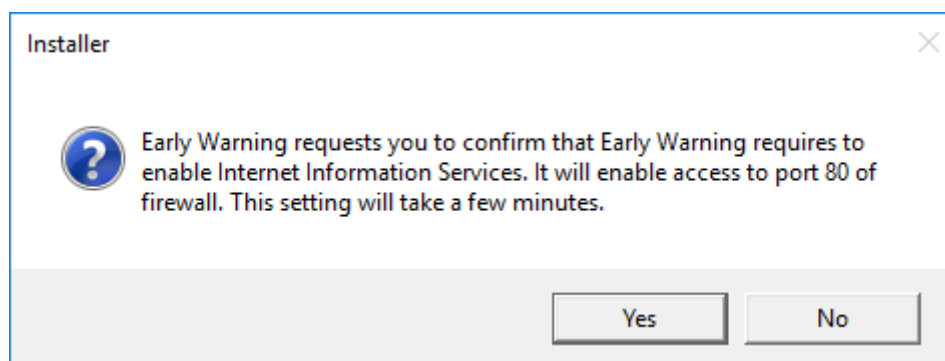 Installer
Early Warning requests you to confirm that Early Warning requires to
enable Internet Information Services. It will enable access to port 80 of
firewall. This setting will take a few minutes.
Yes
No